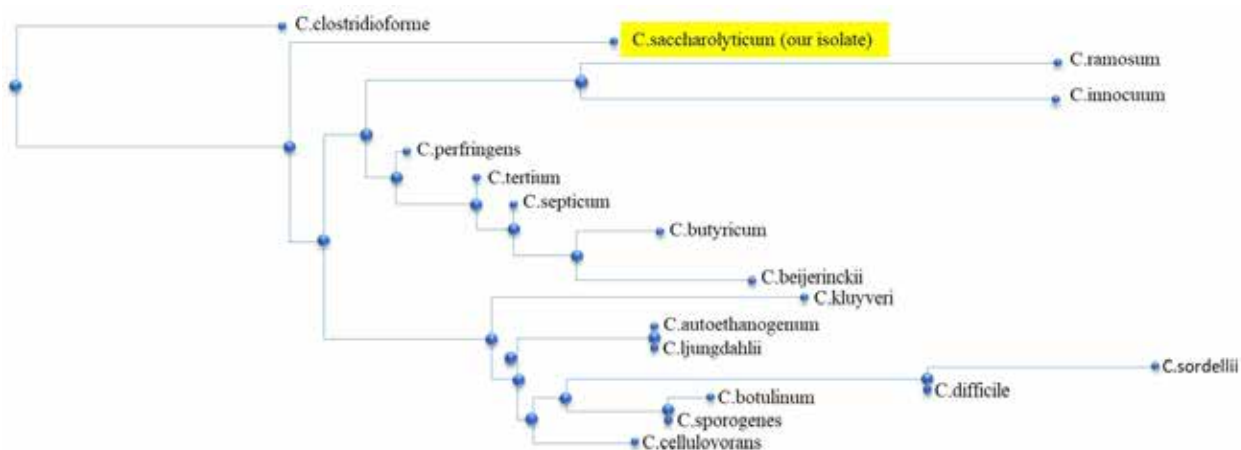 C.clostridioforme
C.saccharolyticum (our isolate)
C.ramosum
C.innocuum
C.perfringens
C.tertium
C.septicum
C.butyricum
C.beijerinckii
C.kluyveri
C.autoethanogenum
C.ljungdahlii
C.sordellii
C.difficile
C.botulinum
C.sporogenes
C.cellulovorans